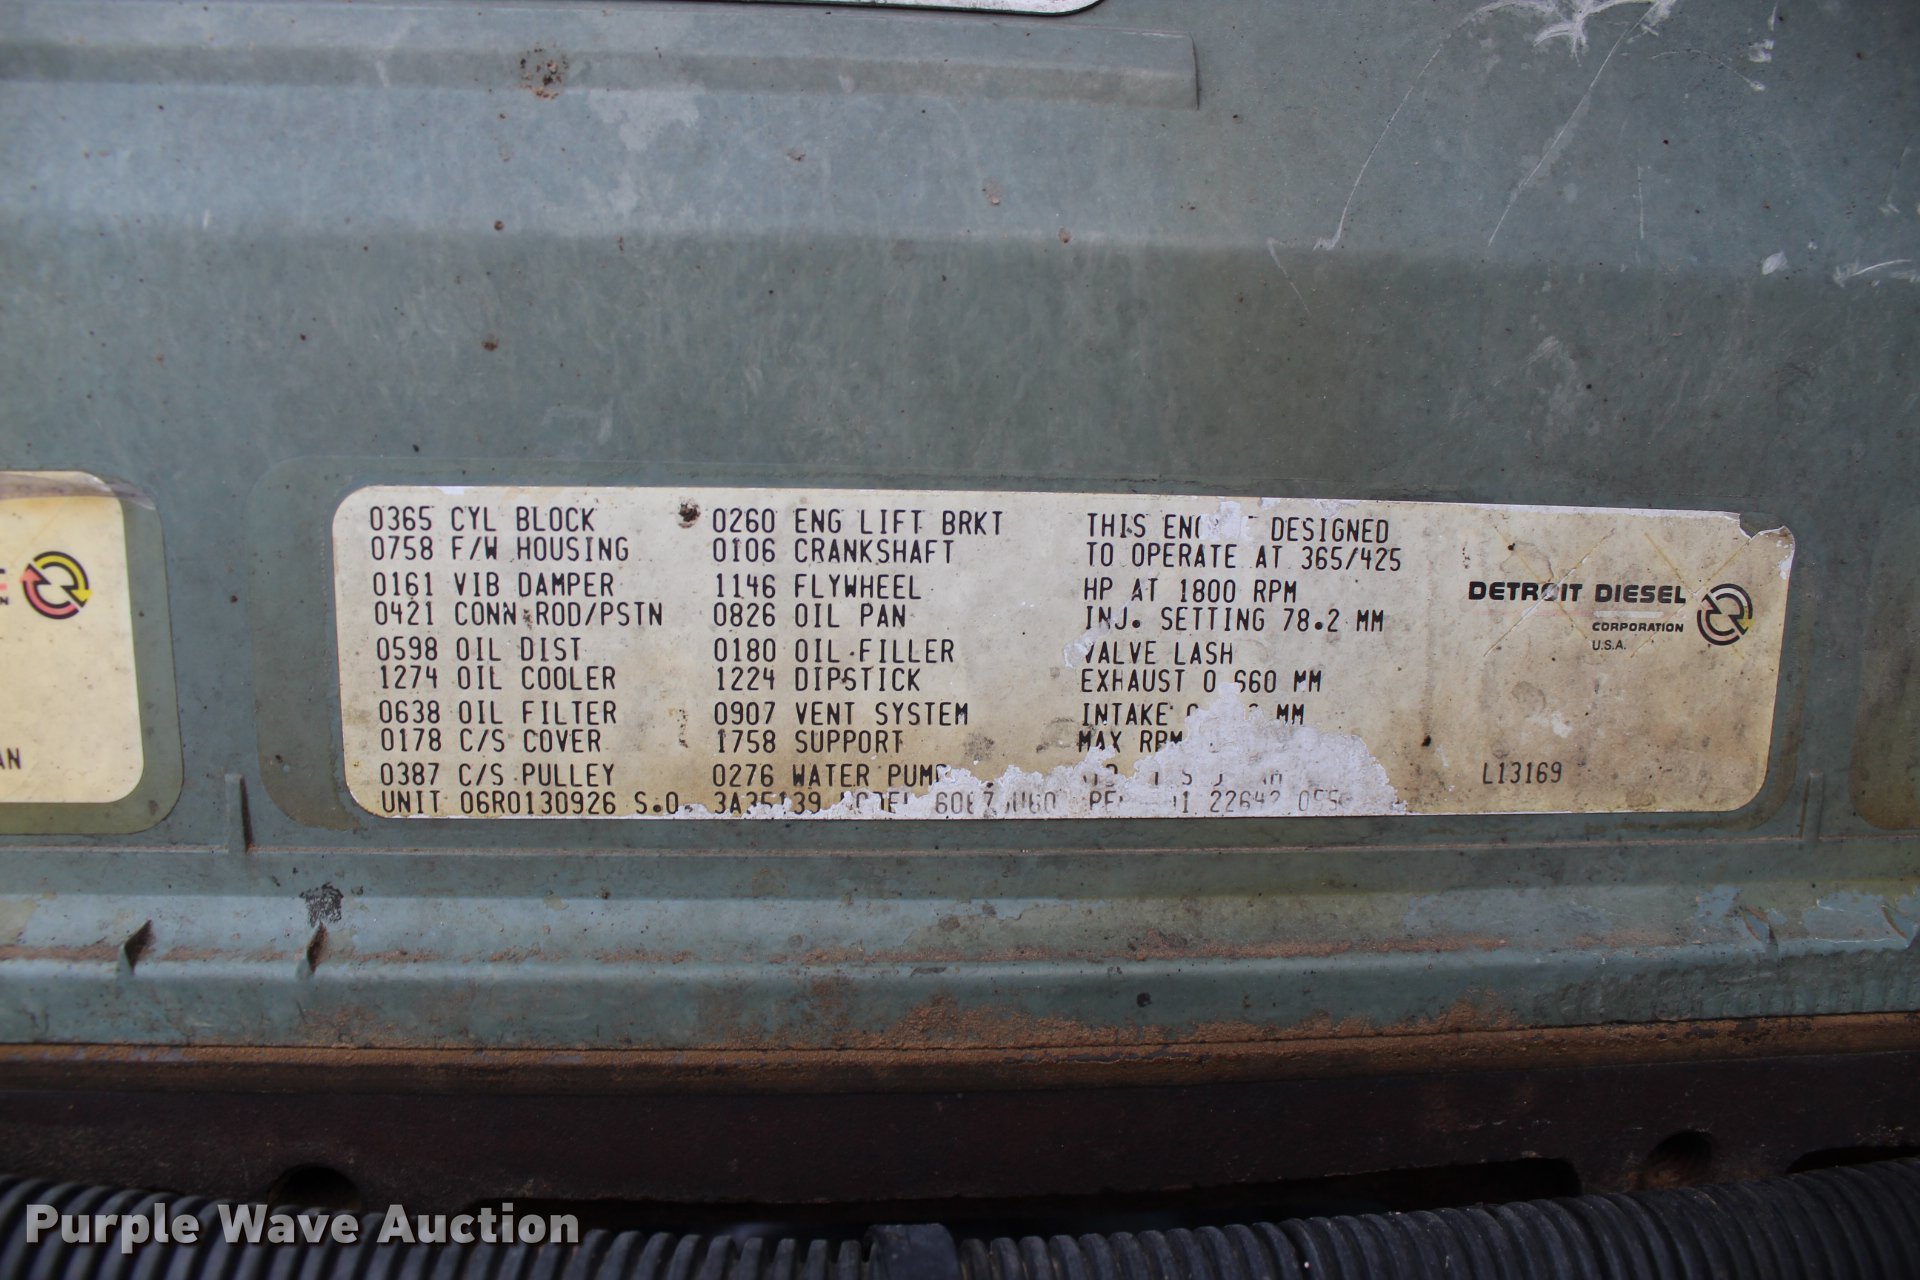 0365 CYL BLOCK 0260 ENG LIFT BRKT THIS DESIGNED
0758 F/W HOUSING 0106 CRANKSHAFT TO OPERATE AT 365/425
0161 VIB DAMPER 1146 FLYWHEEL HP AT 1800 RPM
0421 CONN ROD/PSTN 0826 OIL PAN INJ. SETTING 78.2 MM
0598 OIL DIST 0180 OIL FILLER VALVE LASH
1274 OIL COOLER 1224 DIPSTICK EXHAUST MM
0638 OIL FILTER 0907 VENT SYSTEM INTAKE MM
0178 C/S COVER 1758 SUPPORT MAX RPM
0387 C/S PULLEY 0276 WATER PUMP
UNIT 06R0130926 S.O. 3A35139
DETROIT DIESEL
CORPORATION
U.S.A.
L13169
Purple Wave Auction